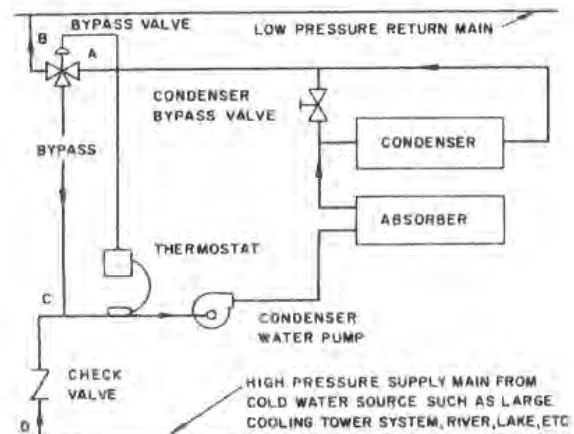 LOW PRESSURE RETURN MAIN
BYPASS VALVE
B
A
CONDENSER
BYPASS VALVE
CONDENSER
BYPASS
ABSORBER
THERMOSTAT
C
CONDENSER
WATER PUMP
CHECK
VALVE
D
HIGH PRESSURE SUPPLY MAIN FROM
COLD WATER SOURCE SUCH AS LARGE
COOLING TOWER SYSTEM, RIVER, LAKE, ETC